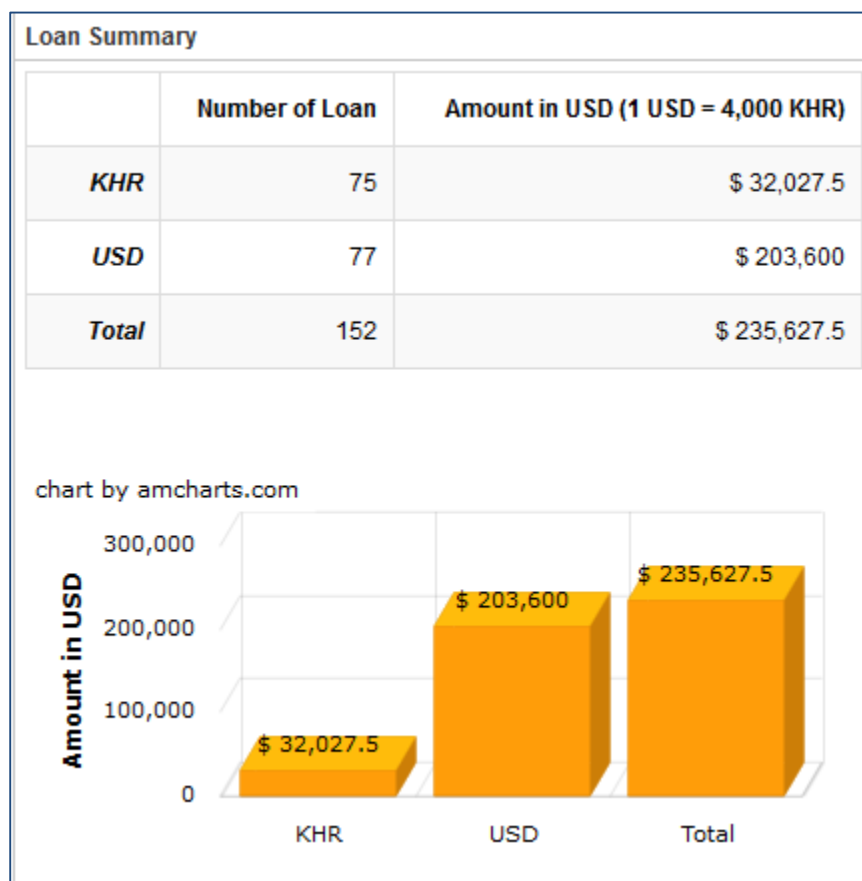 Loan Summary
Number of Loan Amount in USD (1 USD = 4,000 KHR)
KHR 75 $ 32,027.5
USD 77 $ 203,600
Total 152 $ 235,627.5
chart by amcharts.com
Amount in USD
300,000
200,000
100,000
0
$ 32,027.5
$ 203,600
$ 235,627.5
KHR USD Total